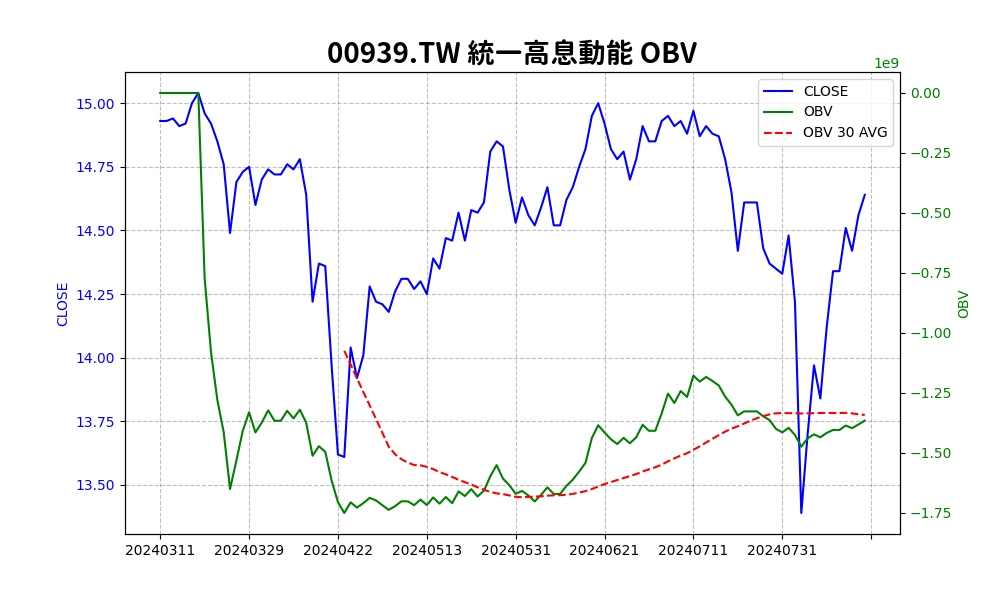 00939.TW 統一高息動能 OBV
1e9
CLOSE
OBV
OBV 30 AVG
15.00
14.75
14.50
14.25
14.00
13.75
13.50
CLOSE
0.00
−0.25
−0.50
−0.75
−1.00
−1.25
−1.50
−1.75
OBV
20240311 20240329 20240422 20240513 20240531 20240621 20240711 20240731